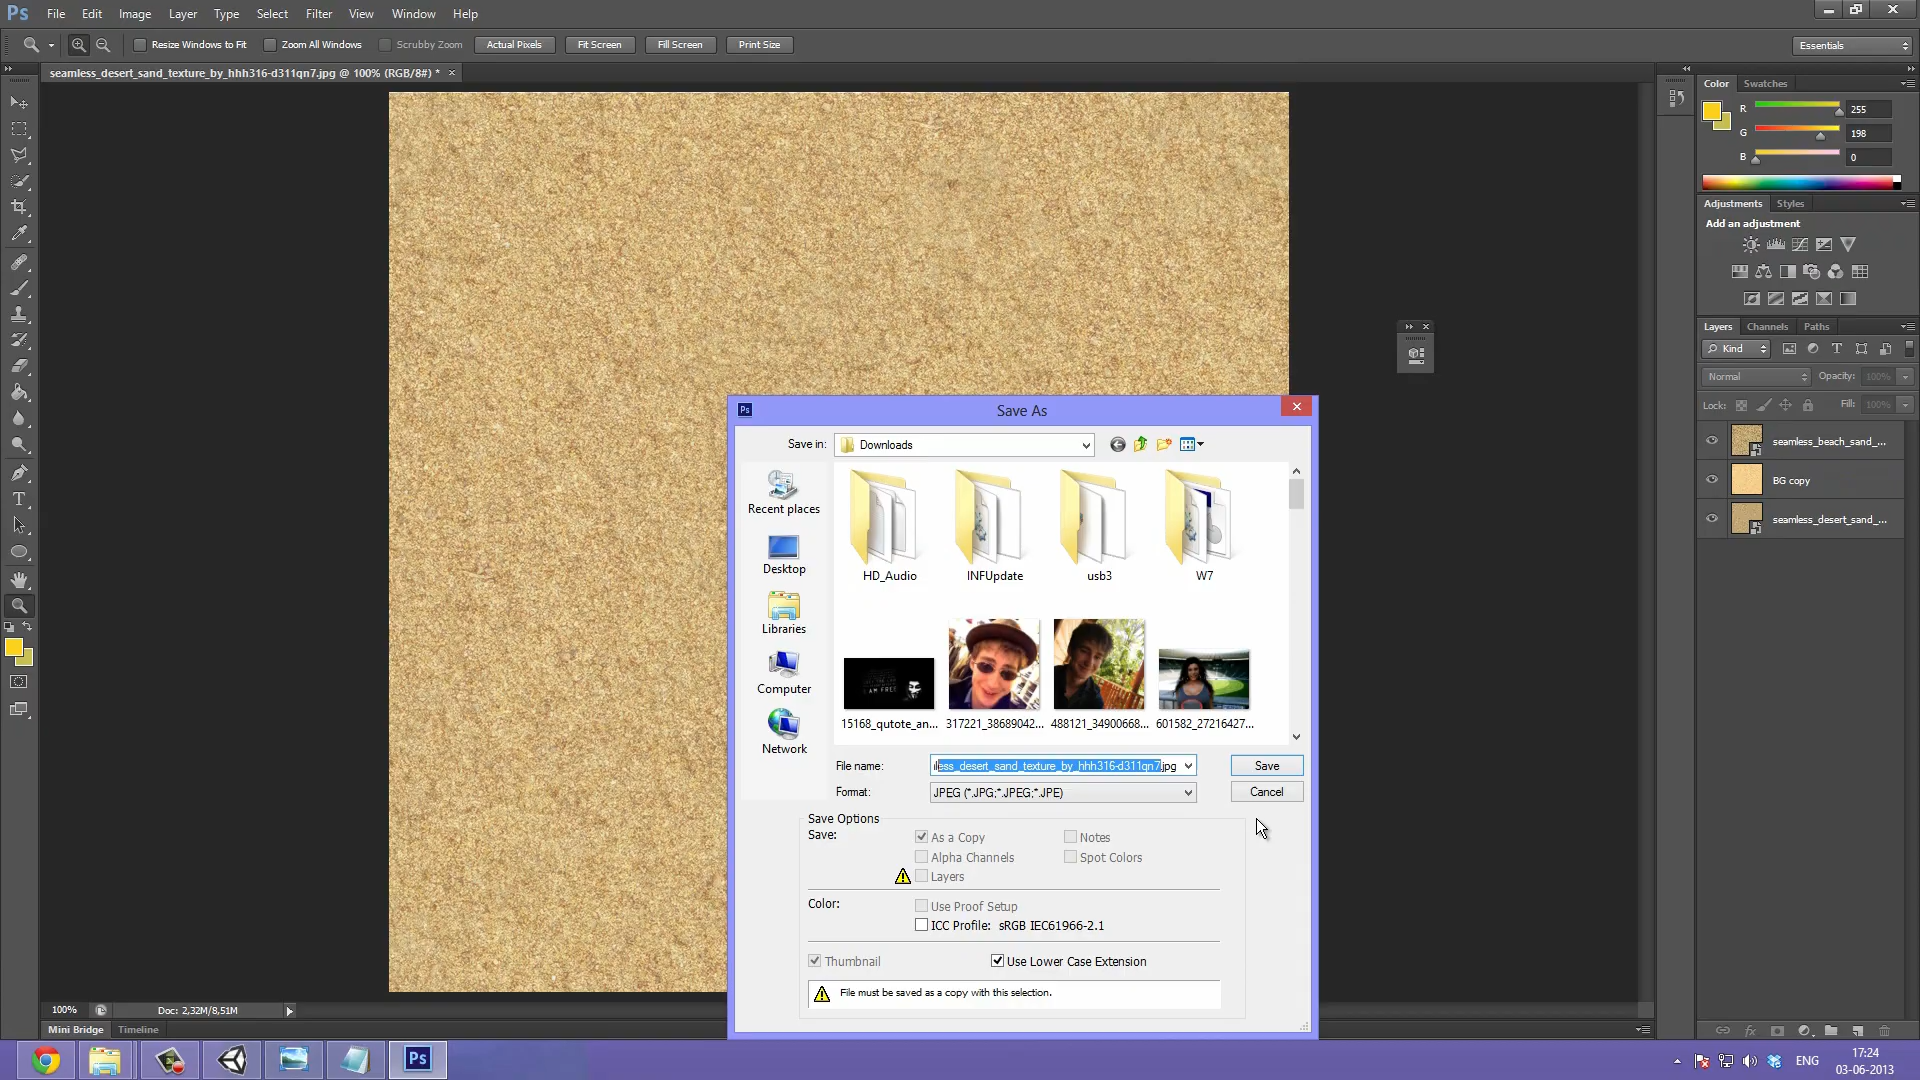 Ps File Edit Image Layer Type Select Filter View Window Help
Resize Windows to Fit Zoom All Windows Scrubby Zoom Actual Pixels Fit Screen Fill Screen Print Size Essentials
seamless_desert_sand_texture_by_hhh316-d311qn7.jpg @ 100% (RGB/8#) *
Color Swatches
R 255
G 198
B 0
Adjustments Styles
Add an adjustment
Layers Channels Paths
Kind
Normal Opacity: 100%
Lock: Fill: 100%
seamless_beach_sand_...
BG copy
seamless_desert_sand_...
Ps Save As
Save in: Downloads
Recent places
Desktop
Libraries
Computer
Network
HD_Audio INFUpdate usb3 W7
I AM FREE
15168_qutote_an... 317221_38689042... 488121_34900668... 601582_27216427...
File name: less_desert_sand_texture_by_hhh316-d311qn7.jpg Save
Format: JPEG (*.JPG;*.JPEG;*.JPE) Cancel
Save Options
Save: As a Copy Notes
Alpha Channels Spot Colors
Layers
Color: Use Proof Setup
ICC Profile: sRGB IEC61966-2.1
Thumbnail Use Lower Case Extension
File must be saved as a copy with this selection.
100% Doc: 2,32M/8,51M
Mini Bridge Timeline
Ps
ENG
17:24
03-06-2013